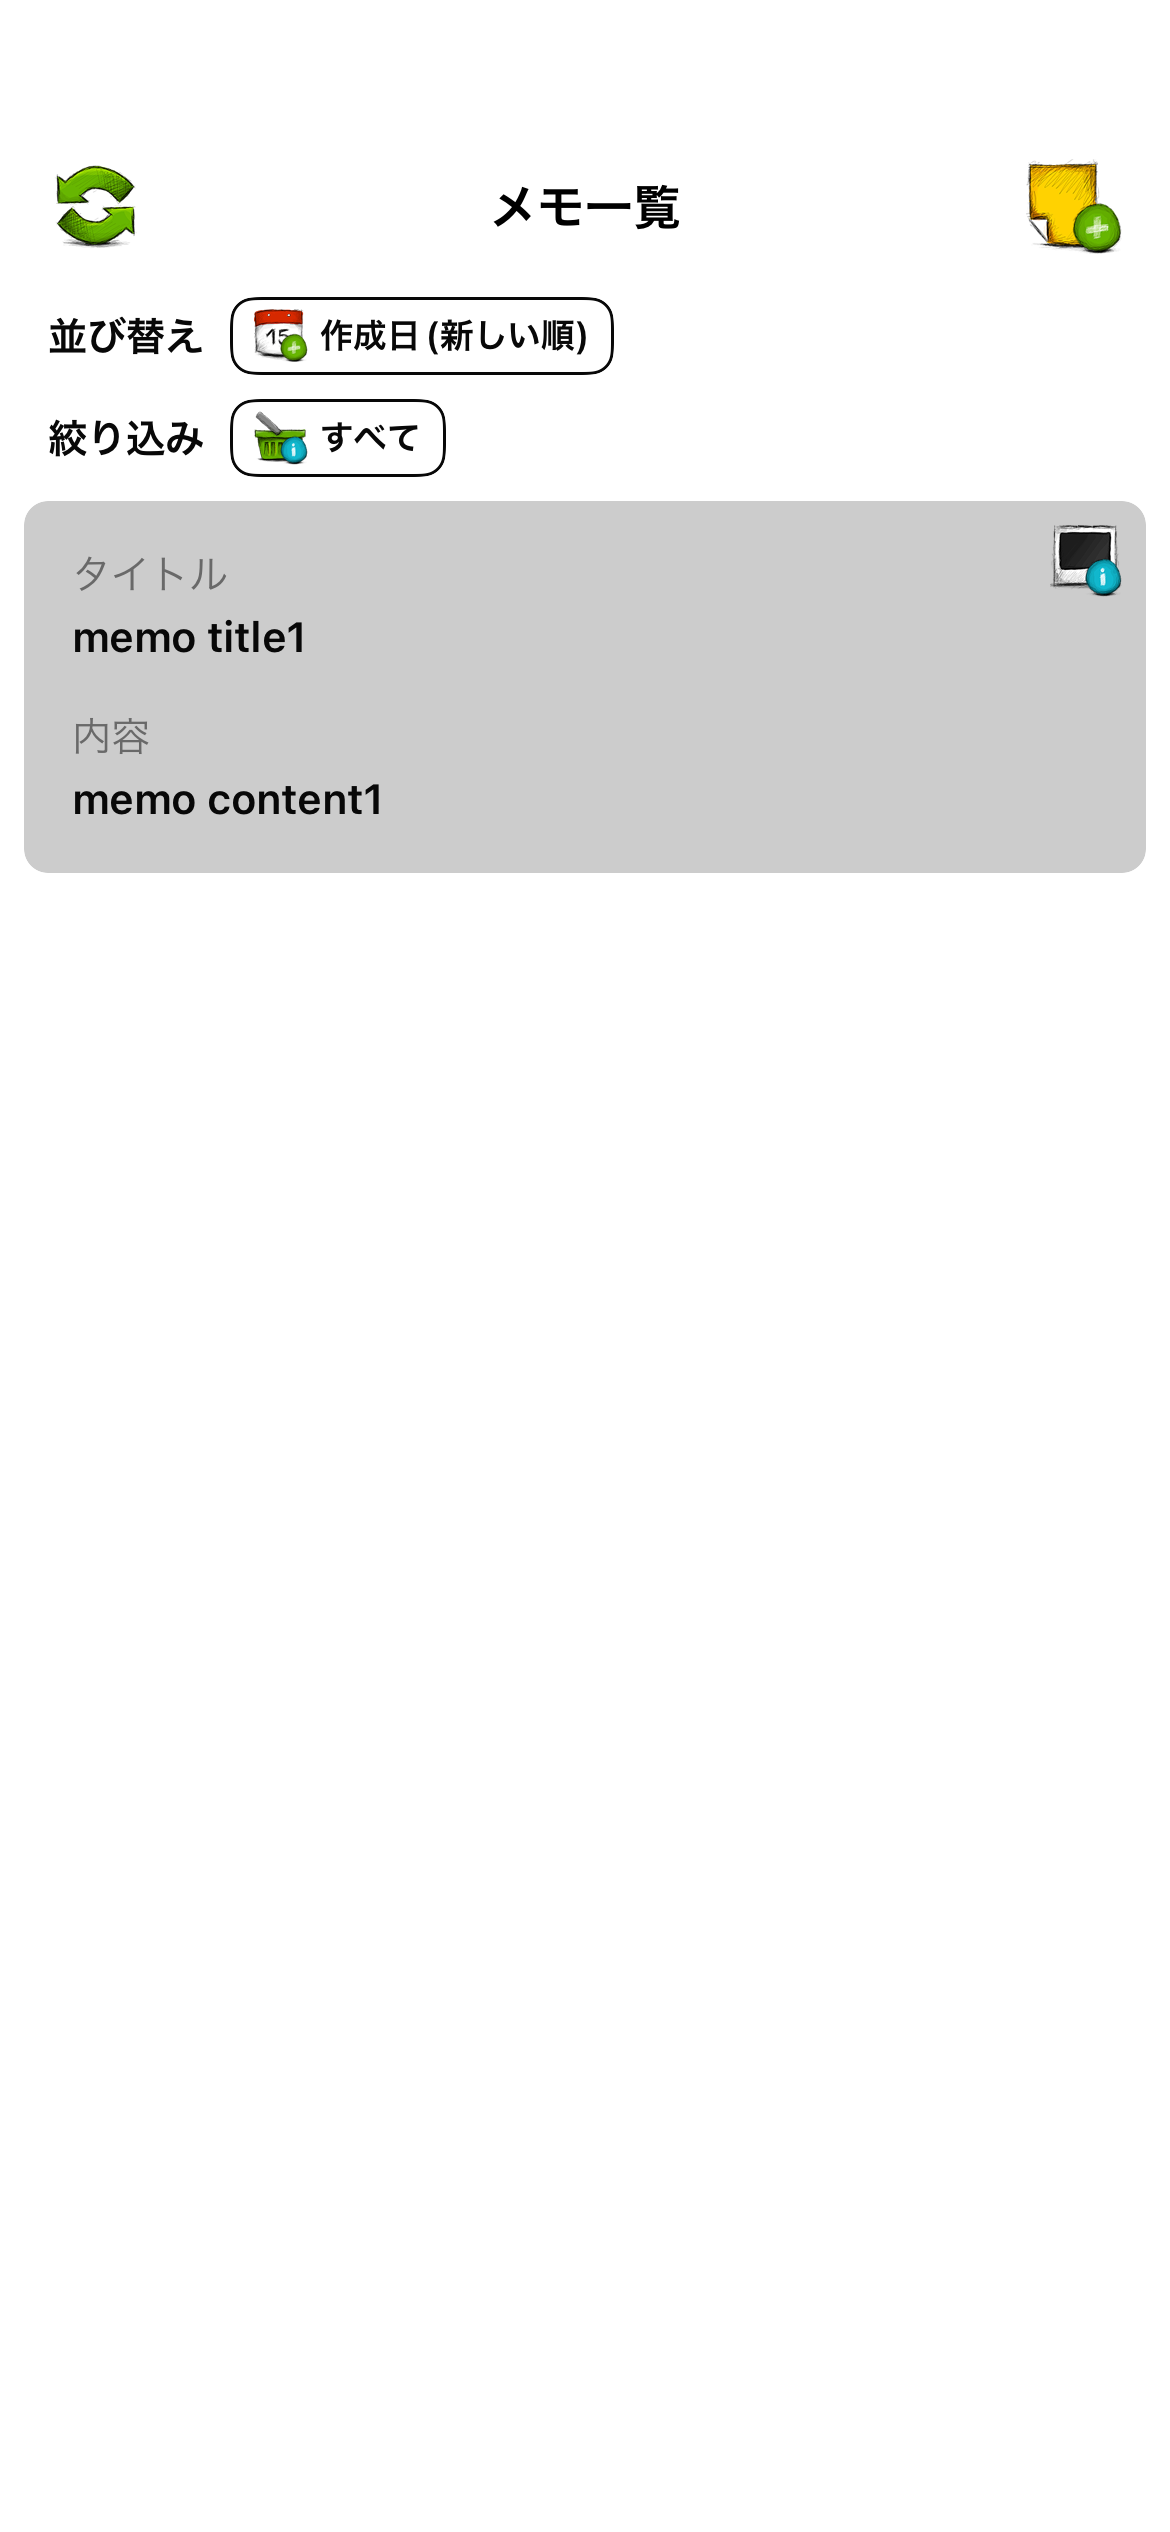 メモ一覧
並び替え 15 作成日(新しい順)
絞り込み i すべて
i
タイトル
memo title1
内容
memo content1